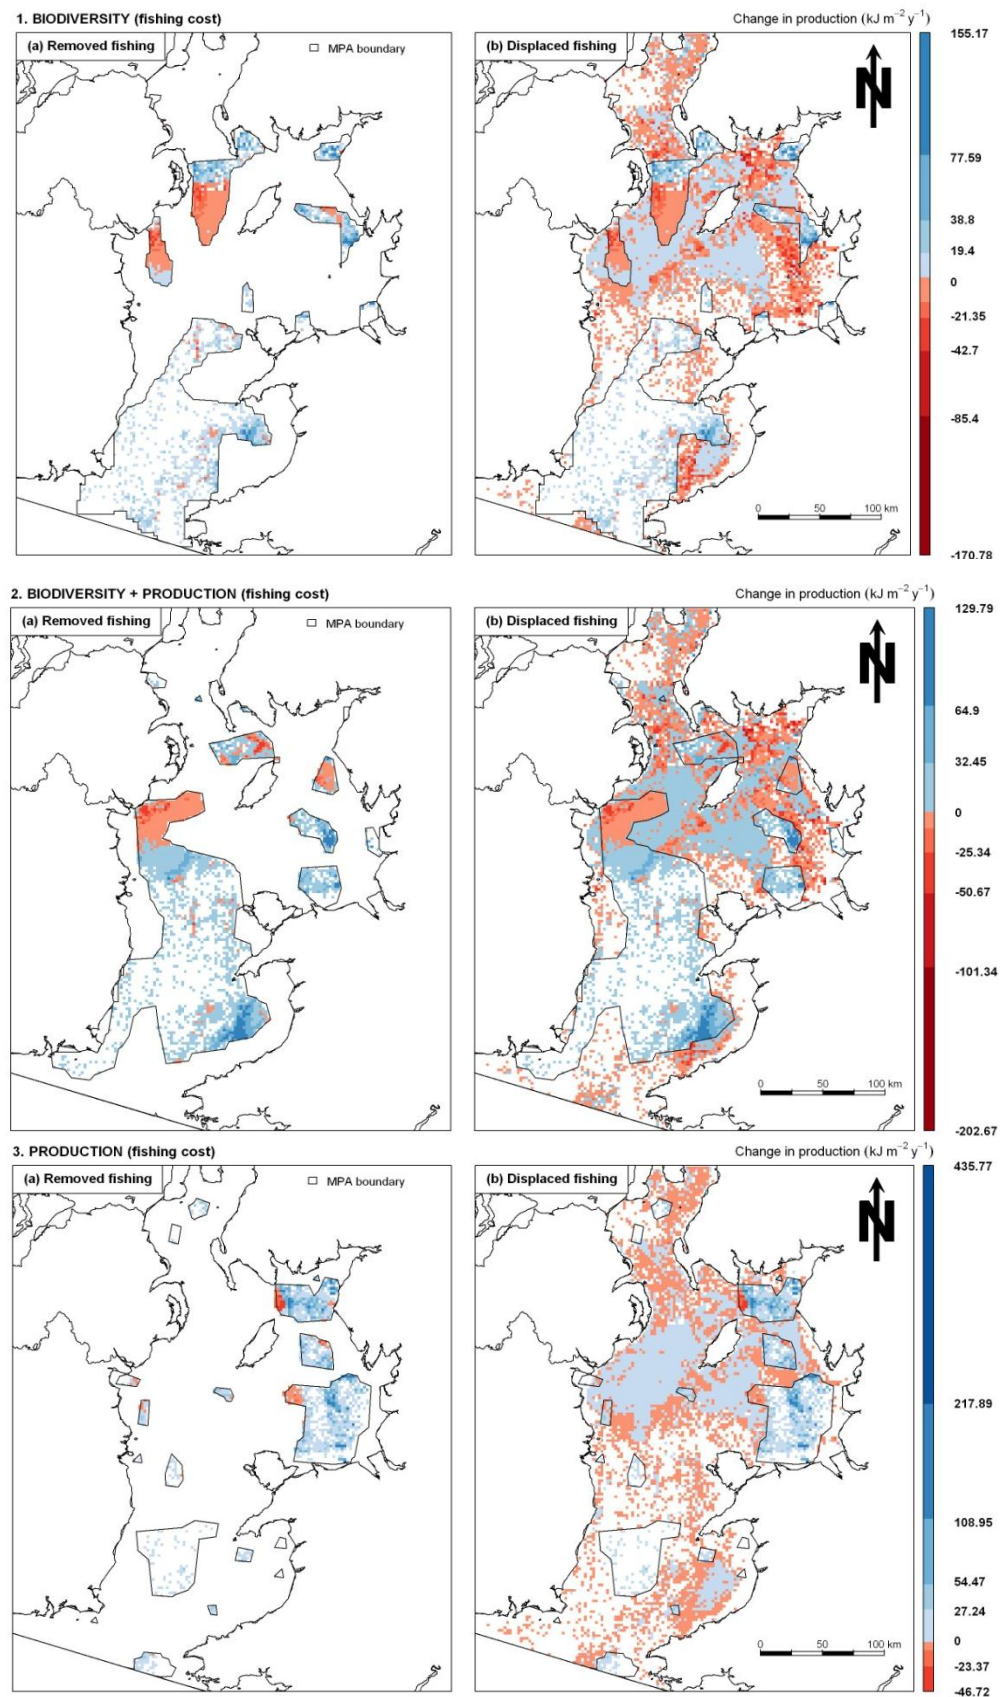 1. BIODIVERSITY (fishing cost)
Change in production (kJ m⁻² y⁻¹)
(a) Removed fishing
MPA boundary
(b) Displaced fishing
N
155.17
77.59
38.8
19.4
0
-21.35
-42.7
-85.4
-170.78
0 50 100 km
2. BIODIVERSITY + PRODUCTION (fishing cost)
Change in production (kJ m⁻² y⁻¹)
(a) Removed fishing
MPA boundary
(b) Displaced fishing
N
129.79
64.9
32.45
0
-25.34
-50.67
-101.34
-202.67
0 50 100 km
3. PRODUCTION (fishing cost)
Change in production (kJ m⁻² y⁻¹)
(a) Removed fishing
MPA boundary
(b) Displaced fishing
N
435.77
217.89
108.95
54.47
27.24
0
-23.37
-46.72
0 50 100 km